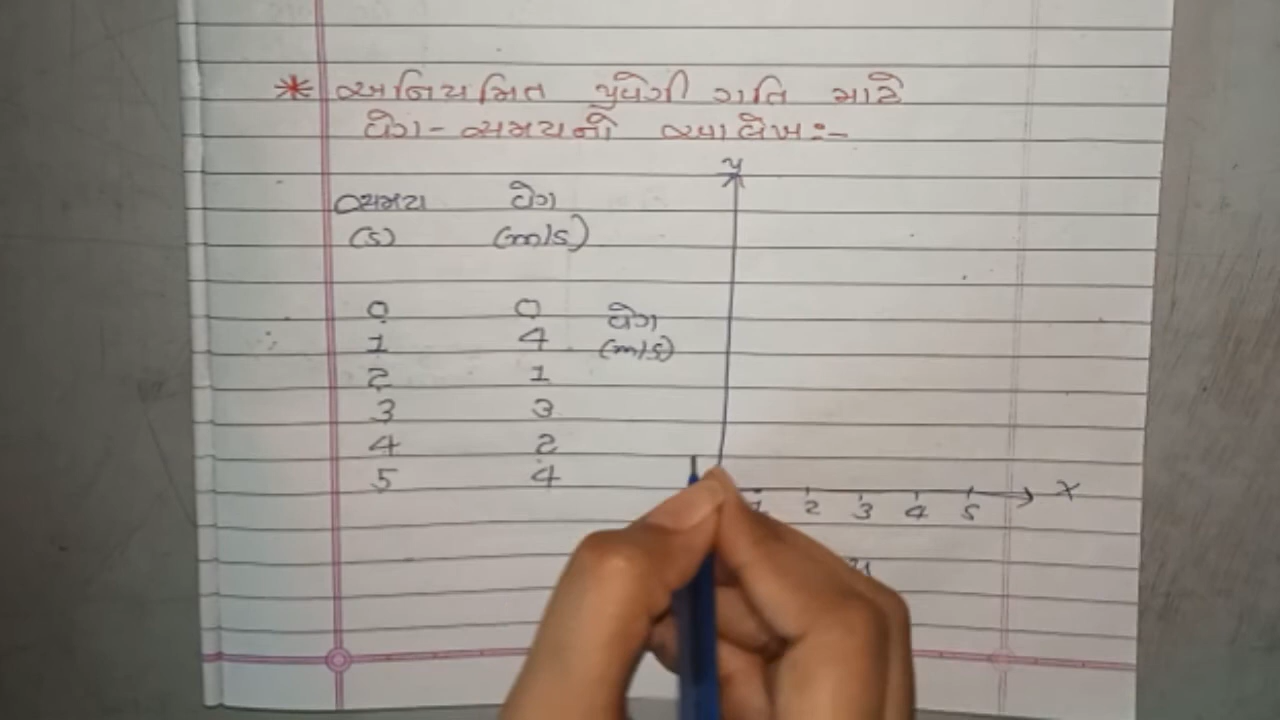 * અનિયમિત પ્રવેગી ગતિ માટે
વેગ - સમયનો આલેખ :-
સમય વેગ
(s) (m/s)
0 0
1 4
2 1
3 3
4 2
5 4
y
વેગ
(m/s)
1 2 3 4 5 X